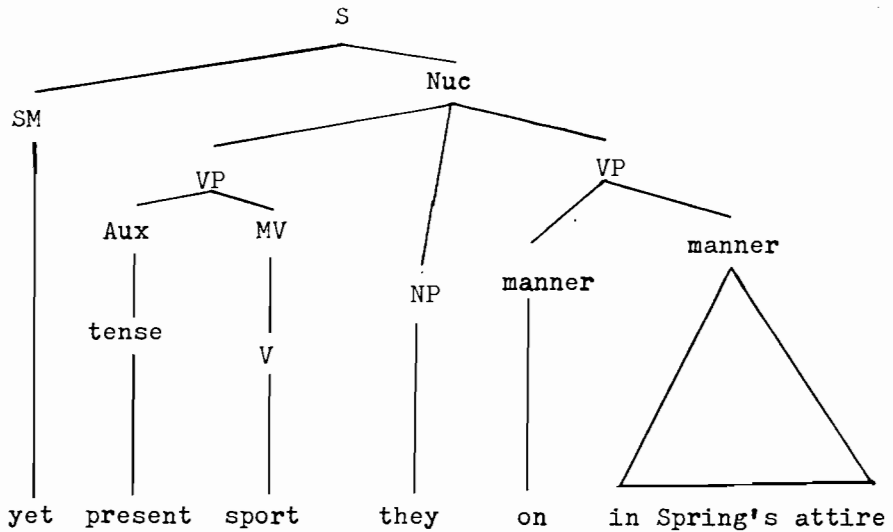 S
Nuc
SM
VP
VP
Aux MV
manner
manner
NP
tense
V
yet present sport they on in Spring's attire